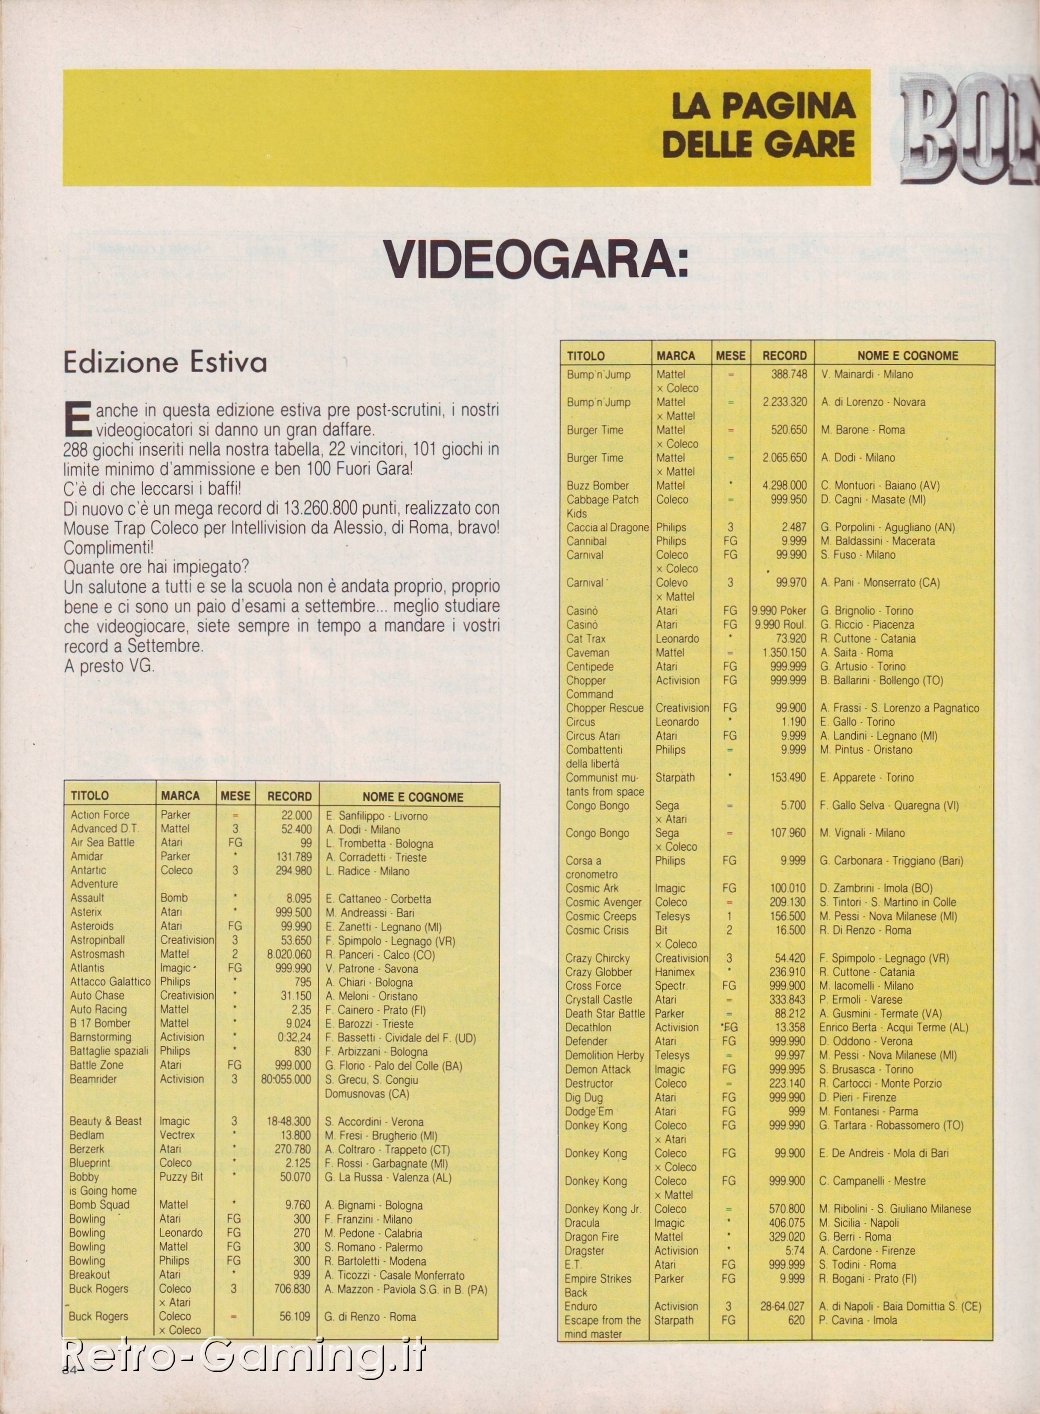 LA PAGINA
DELLE GARE
BON
VIDEOGARA:
Edizione Estiva
E anche in questa edizione estiva pre post-scrutini, i nostri
videogiocatori si danno un gran daffare.
288 giochi inseriti nella nostra tabella, 22 vincitori, 101 giochi in
limite minimo d'ammissione e ben 100 Fuori Gara!
C'è di che leccarsi i baffi!
Di nuovo c'è un mega record di 13.260.800 punti, realizzato con
Mouse Trap Coleco per Intellivision da Alessio, di Roma, bravo!
Complimenti!
Quante ore hai impiegato?
Un salutone a tutti e se la scuola non è andata proprio, proprio
bene e ci sono un paio d'esami a settembre... meglio studiare
che videogiocare, siete sempre in tempo a mandare i vostri
record a Settembre.
A presto VG.
TITOLO MARCA MESE RECORD NOME E COGNOME
Action Force Parker = 22.000 E. Sanfilippo - Livorno
Advanced D.T. Mattel 3 52.400 A. Dodi - Milano
Air Sea Battle Atari FG 99 L. Trombetta - Bologna
Amidar Parker * 131.789 A. Corradetti - Trieste
Antartic Coleco 3 294.980 L. Radice - Milano
Adventure
Assault Bomb * 8.095 E. Cattaneo - Corbetta
Asterix Atari * 999.500 M. Andreassi - Bari
Asteroids Atari FG 99.990 E. Zanetti - Legnano (MI)
Astropinball Creativision 3 53.650 F. Spimpolo - Legnago (VR)
Astrosmash Mattel 2 8.020.060 R. Panceri - Calco (CO)
Atlantis Imagic FG 999.990 V. Patrone - Savona
Attacco Galattico Philips * 795 A. Chiari - Bologna
Auto Chase Creativision * 31.150 A. Meloni - Oristano
Auto Racing Mattel * 2,35 F. Cainero - Prato (FI)
B 17 Bomber Mattel * 9.024 E. Barozzi - Trieste
Barnstorming Activision * 0:32,24 F. Bassetti - Cividale del F. (UD)
Battaglie spaziali Philips * 830 F. Arbizzani - Bologna
Battle Zone Atari FG 999.000 G. Florio - Palo del Colle (BA)
Beamrider Activision 3 80-055.000 S. Grecu, S. Congiu
Domusnovas (CA)
Beauty & Beast Imagic 3 18-48.300 S. Accordini - Verona
Bedlam Vectrex * 13.800 M. Fresi - Brugherio (MI)
Berzerk Atari * 270.780 A. Coltraro - Trappeto (CT)
Blueprint Coleco * 2.125 F. Rossi - Garbagnate (MI)
Bobby Puzzy Bit * 50.070 G. La Russa - Valenza (AL)
is Going home
Bomb Squad Mattel * 9.760 A. Bignami - Bologna
Bowling Atari FG 300 F. Franzini - Milano
Bowling Leonardo FG 270 M. Pedone - Calabria
Bowling Mattel FG 300 S. Romano - Palermo
Bowling Philips FG 300 R. Bartoletti - Modena
Breakout Atari * 939 A. Ticozzi - Casale Monferrato
Buck Rogers Coleco 3 706.830 A. Mazzon - Paviola S.G. in B. (PA)
x Atari
Buck Rogers Coleco = 56.109 G. di Renzo - Roma
x Coleco
TITOLO MARCA MESE RECORD NOME E COGNOME
Bump'n'Jump Mattel = 388.748 V. Mainardi - Milano
x Coleco
Bump'n'Jump Mattel = 2.233.320 A. di Lorenzo - Novara
x Mattel
Burger Time Mattel = 520.650 M. Barone - Roma
x Coleco
Burger Time Mattel = 2.065.650 A. Dodi - Milano
x Mattel
Buzz Bomber Mattel * 4.298.000 C. Montuori - Baiano (AV)
Cabbage Patch Coleco = 999.950 D. Cagni - Masate (MI)
Kids
Caccia al Dragone Philips 3 2.487 G. Porpolini - Agugliano (AN)
Cannibal Philips FG 9.999 M. Baldassini - Macerata
Carnival Coleco FG 99.990 S. Fuso - Milano
x Coleco
Carnival Colevo 3 99.970 A. Pani - Monserrato (CA)
x Mattel
Casinò Atari FG 9.990 Poker G. Brignolio - Torino
Casinò Atari FG 9.990 Roul. G. Riccio - Piacenza
Cat Trax Leonardo * 73.920 R. Cuttone - Catania
Caveman Mattel = 1.350.150 A. Saita - Roma
Centipede Atari FG 999.999 G. Artusio - Torino
Chopper Activision FG 999.999 B. Ballarini - Bollengo (TO)
Command
Chopper Rescue Creativision FG 99.900 A. Frassi - S. Lorenzo a Pagnatico
Circus Leonardo * 1.190 E. Gallo - Torino
Circus Atari Atari FG 9.999 A. Landini - Legnano (MI)
Combattenti Philips = 9.999 M. Pintus - Oristano
della libertà
Communist mu- Starpath * 153.490 E. Apparete - Torino
tants from space
Congo Bongo Sega = 5.700 F. Gallo Selva - Quaregna (VI)
x Atari
Congo Bongo Sega = 107.960 M. Vignali - Milano
x Coleco
Corsa a Philips FG 9.999 G. Carbonara - Triggiano (Bari)
cronometro
Cosmic Ark Imagic FG 100.010 D. Zambrini - Imola (BO)
Cosmic Avenger Coleco = 209.130 S. Tintori - S. Martino in Colle
Cosmic Creeps Telesys 1 156.500 M. Pessi - Nova Milanese (MI)
Cosmic Crisis Bit 2 16.500 R. Di Renzo - Roma
x Coleco
Crazy Chircky Creativision 3 54.420 F. Spimpolo - Legnago (VR)
Crazy Globber Hanimex * 236.910 R. Cuttone - Catania
Cross Force Spectr. FG 999.900 M. Iacomelli - Milano
Crystall Castle Atari = 333.843 P. Ermoli - Varese
Death Star Battle Parker = 88.212 A. Gusmini - Termate (VA)
Decathlon Activision *FG 13.358 Enrico Berta - Acqui Terme (AL)
Defender Atari FG 999.990 D. Oddono - Verona
Demolition Herby Telesys = 99.997 M. Pessi - Nova Milanese (MI)
Demon Attack Imagic FG 999.995 S. Brusasca - Torino
Destructor Coleco = 223.140 R. Cartocci - Monte Porzio
Dig Dug Atari FG 999.990 D. Pieri - Firenze
Dodge'Em Atari FG 999 M. Fontanesi - Parma
Donkey Kong Coleco FG 999.990 G. Tartara - Robassomero (TO)
x Atari
Donkey Kong Coleco FG 99.900 E. De Andreis - Mola di Bari
x Coleco
Donkey Kong Coleco FG 999.900 C. Campanelli - Mestre
x Mattel
Donkey Kong Jr. Coleco = 570.800 M. Ribolini - S. Giuliano Milanese
Dracula Imagic * 406.075 M. Sicilia - Napoli
Dragon Fire Mattel * 329.020 G. Berri - Roma
Dragster Activision * 5.74 A. Cardone - Firenze
E.T. Atari FG 999.999 S. Todini - Roma
Empire Strikes Parker FG 9.999 R. Bogani - Prato (FI)
Back
Enduro Activision 3 28-64.027 A. di Napoli - Baia Domittia S. (CE)
Escape from the Starpath FG 620 P. Cavina - Imola
mind master
Retro-Gaming.it
84